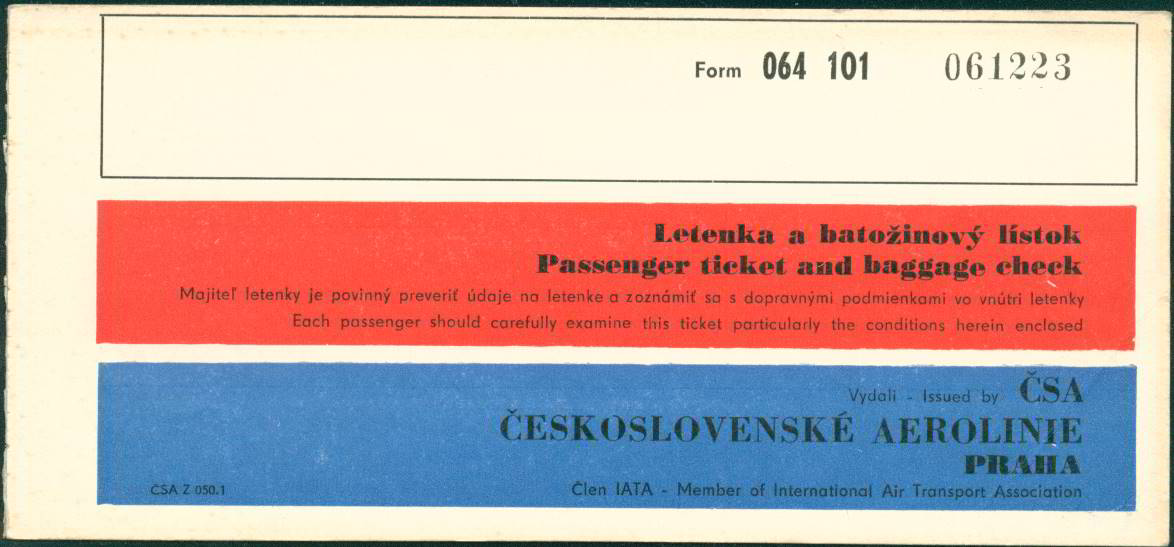 Form 064 101 061223
Letenka a batožinový lístok
Passenger ticket and baggage check
Majiteľ letenky je povinný preveriť údaje na letenke a zoznámiť sa s dopravnými podmienkami vo vnútri letenky
Each passenger should carefully examine this ticket particularly the conditions herein enclosed
Vydali - Issued by ČSA
ČESKOSLOVENSKÉ AEROLINIE
PRAHA
ČSA Z 050.1 Člen IATA - Member of International Air Transport Association